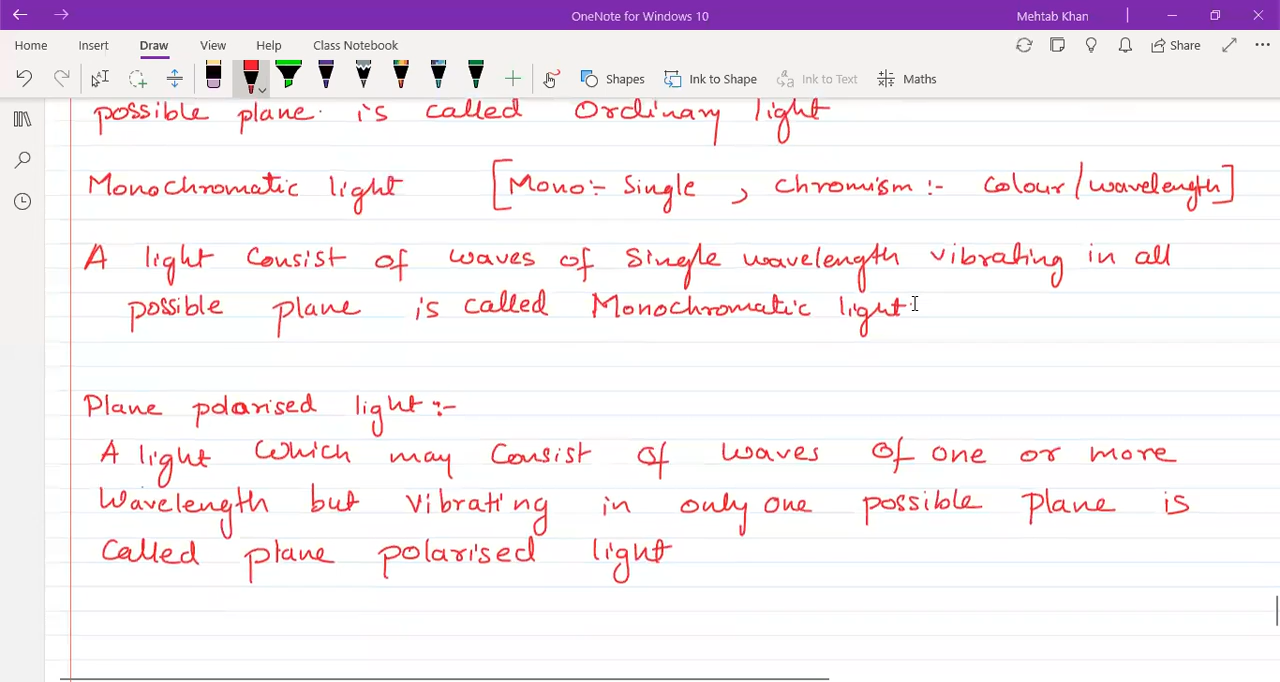 OneNote for Windows 10
Mehtab Khan
Home Insert Draw View Help Class Notebook
Share
Shapes Ink to Shape Ink to Text Maths
possible plane. is called Ordinary light
Monochromatic light [Mono:- Single , chromism:- Colour/wavelength]
A light Consist of waves of Single wavelength vibrating in all
possible plane is called Monochromatic light.
Plane polarised light:-
A light Which may Consist of waves of one or more
Wavelength but vibrating in only one possible plane is
Called plane polarised light